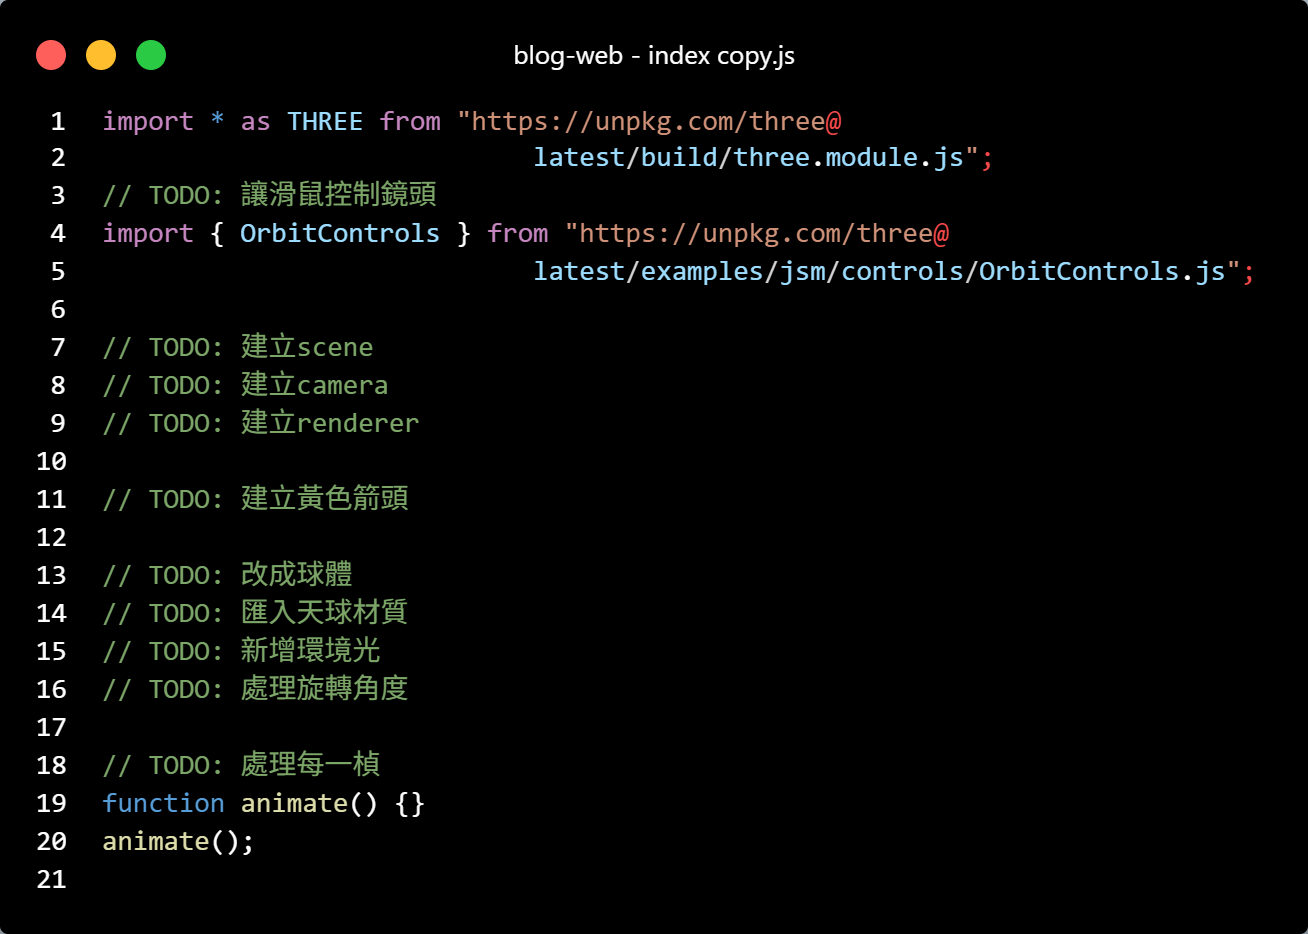 blog-web - index copy.js
1 import * as THREE from "https://unpkg.com/three@
2 latest/build/three.module.js";
3 // TODO: 讓滑鼠控制鏡頭
4 import { OrbitControls } from "https://unpkg.com/three@
5 latest/examples/jsm/controls/OrbitControls.js";
6
7 // TODO: 建立scene
8 // TODO: 建立camera
9 // TODO: 建立renderer
10
11 // TODO: 建立黃色箭頭
12
13 // TODO: 改成球體
14 // TODO: 匯入天球材質
15 // TODO: 新增環境光
16 // TODO: 處理旋轉角度
17
18 // TODO: 處理每一楨
19 function animate() {}
20 animate();
21